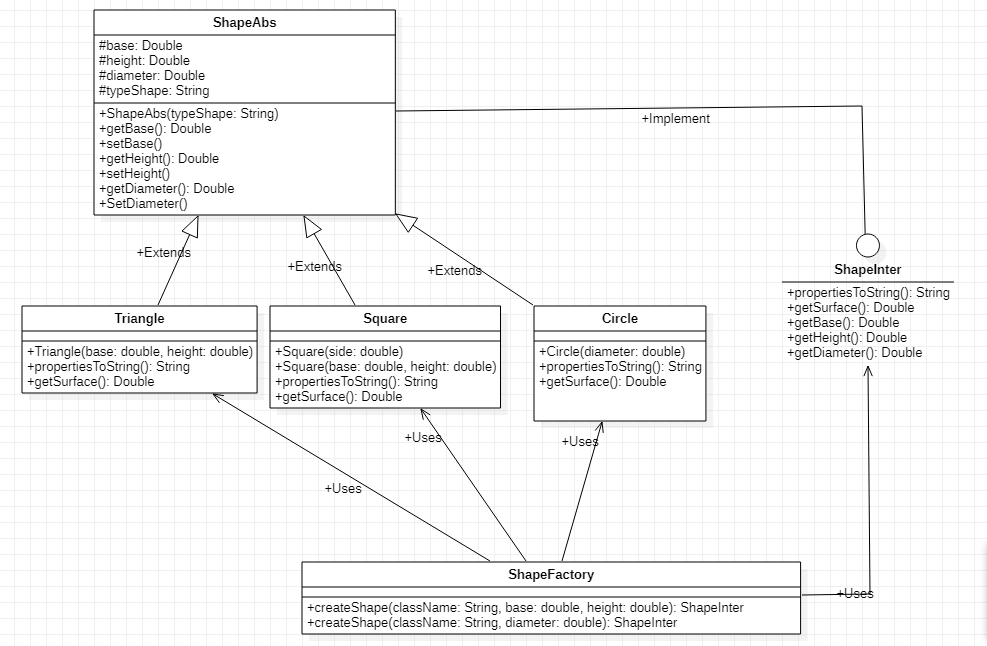 ShapeAbs
#base: Double
#height: Double
#diameter: Double
#typeShape: String
+ShapeAbs(typeShape: String)
+getBase(): Double
+setBase()
+getHeight(): Double
+setHeight()
+getDiameter(): Double
+SetDiameter()
+Implement
+Extends
+Extends
+Extends
ShapeInter
+propertiesToString(): String
+getSurface(): Double
+getBase(): Double
+getHeight(): Double
+getDiameter(): Double
Triangle
+Triangle(base: double, height: double)
+propertiesToString(): String
+getSurface(): Double
Square
+Square(side: double)
+Square(base: double, height: double)
+propertiesToString(): String
+getSurface(): Double
Circle
+Circle(diameter: double)
+propertiesToString(): String
+getSurface(): Double
+Uses
+Uses
+Uses
ShapeFactory
+createShape(className: String, base: double, height: double): ShapeInter
+createShape(className: String, diameter: double): ShapeInter
+Uses